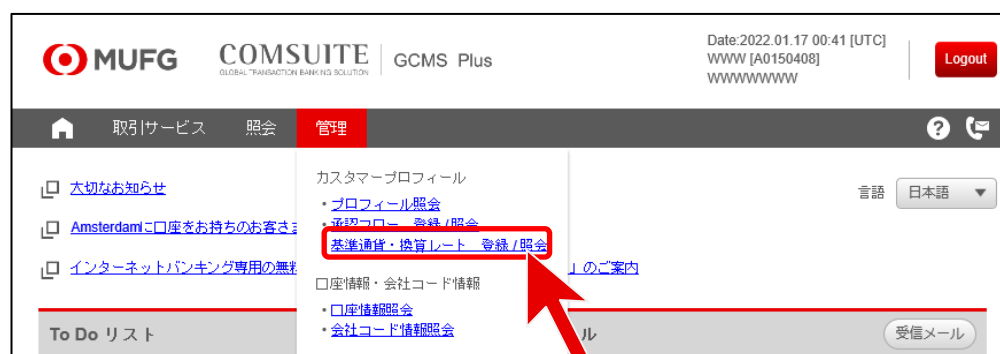 MUFG COMSUITE GCMS Plus
GLOBAL TRANSACTION BANKING SOLUTION
Date:2022.01.17 00:41 [UTC]
WWW [A0150408]
WWWWWWWW
Logout
取引サービス 照会 管理
大切なお知らせ
Amsterdamに口座をお持ちのお客さま
インターネットバンキング専用の無料
」のご案内
言語 日本語
カスタマープロフィール
・プロフィール照会
・承認フロー 登録/照会
基準通貨・換算レート 登録/照会
口座情報・会社コード情報
・口座情報照会
・会社コード情報照会
To Do リスト
ル
受信メール